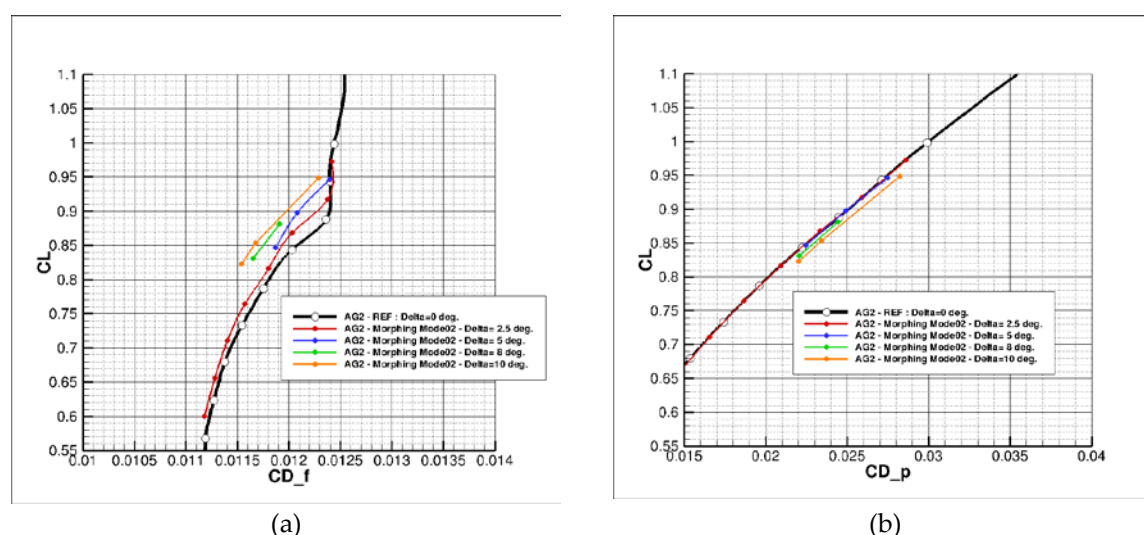 1.1
1.05
1
0.95
0.9
0.85
0.8
0.75
0.7
0.65
0.6
0.55
CL
0.01 0.0105 0.011 0.0115 0.012 0.0125 0.013 0.0135 0.014
CD_f
AG2 - REF : Delta=0 deg.
AG2 - Morphing Mode02 - Delta= 2.5 deg.
AG2 - Morphing Mode02 - Delta= 5 deg.
AG2 - Morphing Mode02 - Delta= 8 deg.
AG2 - Morphing Mode02 - Delta=10 deg.
(a)
1.1
1.05
1
0.95
0.9
0.85
0.8
0.75
0.7
0.65
0.6
0.55
CL
0.015 0.02 0.025 0.03 0.035 0.04
CD_p
AG2 - REF : Delta=0 deg.
AG2 - Morphing Mode02 - Delta= 2.5 deg.
AG2 - Morphing Mode02 - Delta= 5 deg.
AG2 - Morphing Mode02 - Delta= 8 deg.
AG2 - Morphing Mode02 - Delta=10 deg.
(b)